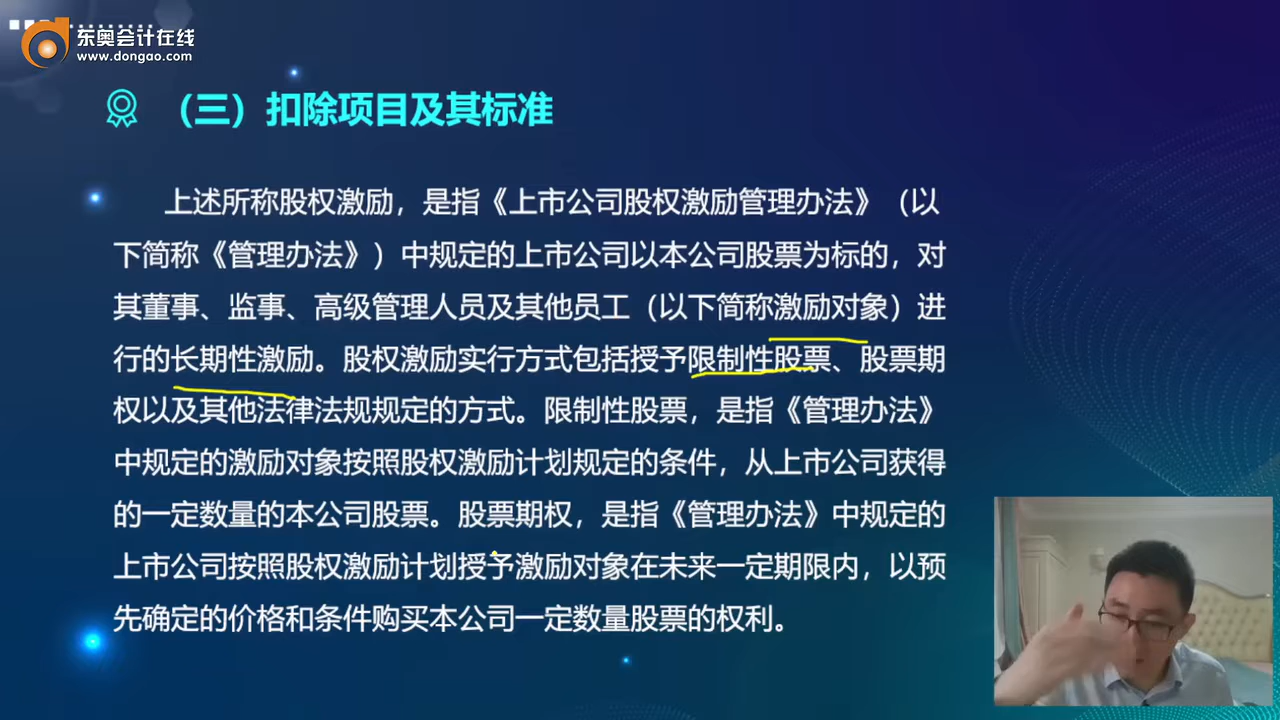 东奥会计在线
www.dongao.com
（三）扣除项目及其标准
上述所称股权激励，是指《上市公司股权激励管理办法》（以
下简称《管理办法》）中规定的上市公司以本公司股票为标的，对
其董事、监事、高级管理人员及其他员工（以下简称激励对象）进
行的长期性激励。股权激励实行方式包括授予限制性股票、股票期
权以及其他法律法规规定的方式。限制性股票，是指《管理办法》
中规定的激励对象按照股权激励计划规定的条件，从上市公司获得
的一定数量的本公司股票。股票期权，是指《管理办法》中规定的
上市公司按照股权激励计划授予激励对象在未来一定期限内，以预
先确定的价格和条件购买本公司一定数量股票的权利。